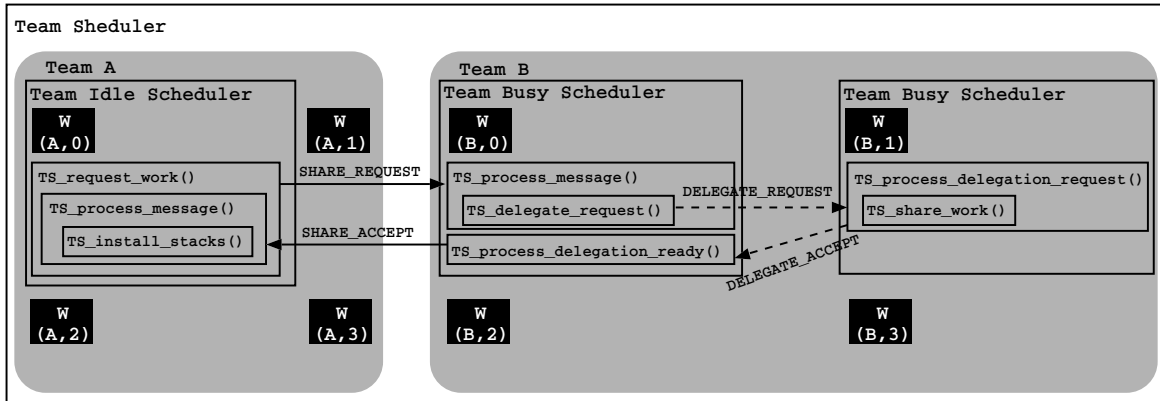 Team Sheduler
Team A
Team Idle Scheduler
W
(A,0)
W
(A,1)
TS_request_work()
TS_process_message()
TS_install_stacks()
W
(A,2)
W
(A,3)
SHARE_REQUEST
SHARE_ACCEPT
Team B
Team Busy Scheduler
W
(B,0)
TS_process_message()
TS_delegate_request()
TS_process_delegation_ready()
W
(B,2)
DELEGATE_REQUEST
DELEGATE_ACCEPT
Team Busy Scheduler
W
(B,1)
TS_process_delegation_request()
TS_share_work()
W
(B,3)